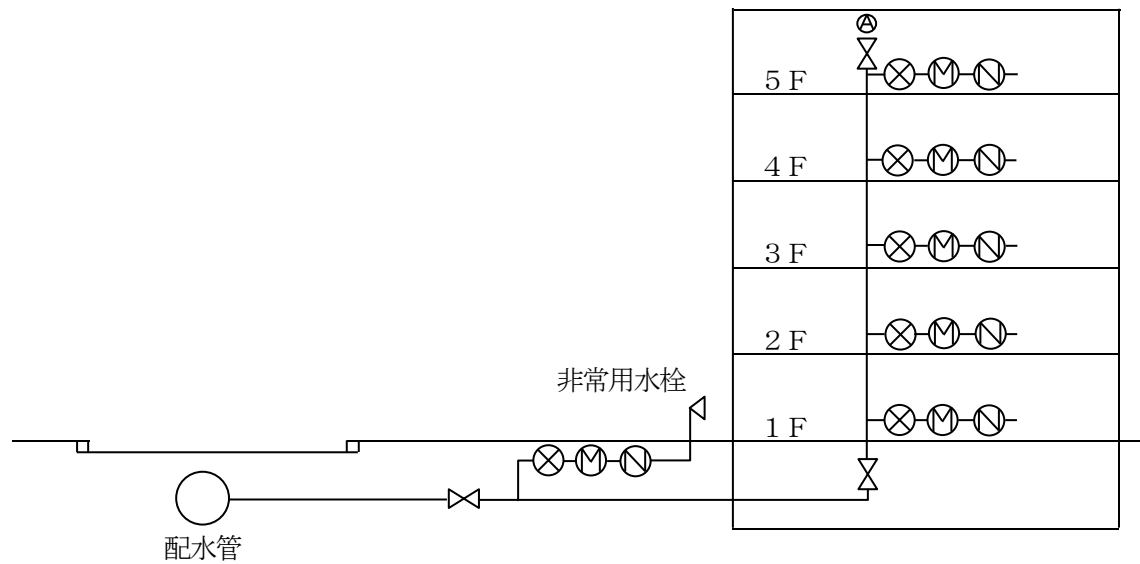 Ⓐ
５Ｆ Ⓜ Ⓝ
４Ｆ Ⓜ Ⓝ
３Ｆ Ⓜ Ⓝ
２Ｆ Ⓜ Ⓝ
非常用水栓
１Ｆ Ⓜ Ⓝ
Ⓜ Ⓝ
配水管